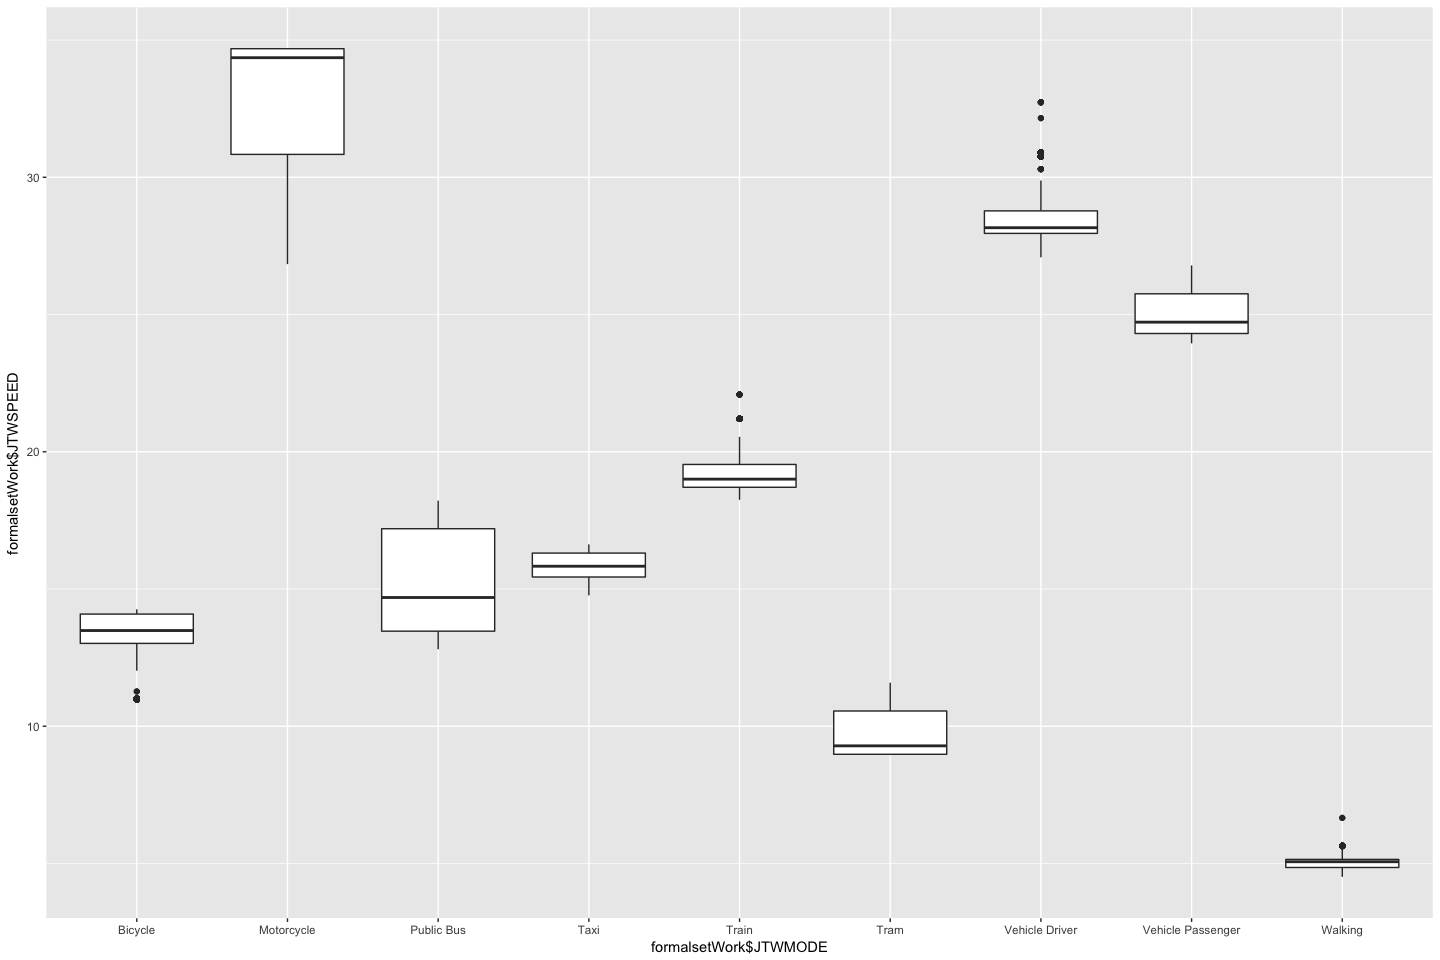 formalsetWork$JTWSPEED
30
20
10
Bicycle Motorcycle Public Bus Taxi Train Tram Vehicle Driver Vehicle Passenger Walking
formalsetWork$JTWMODE